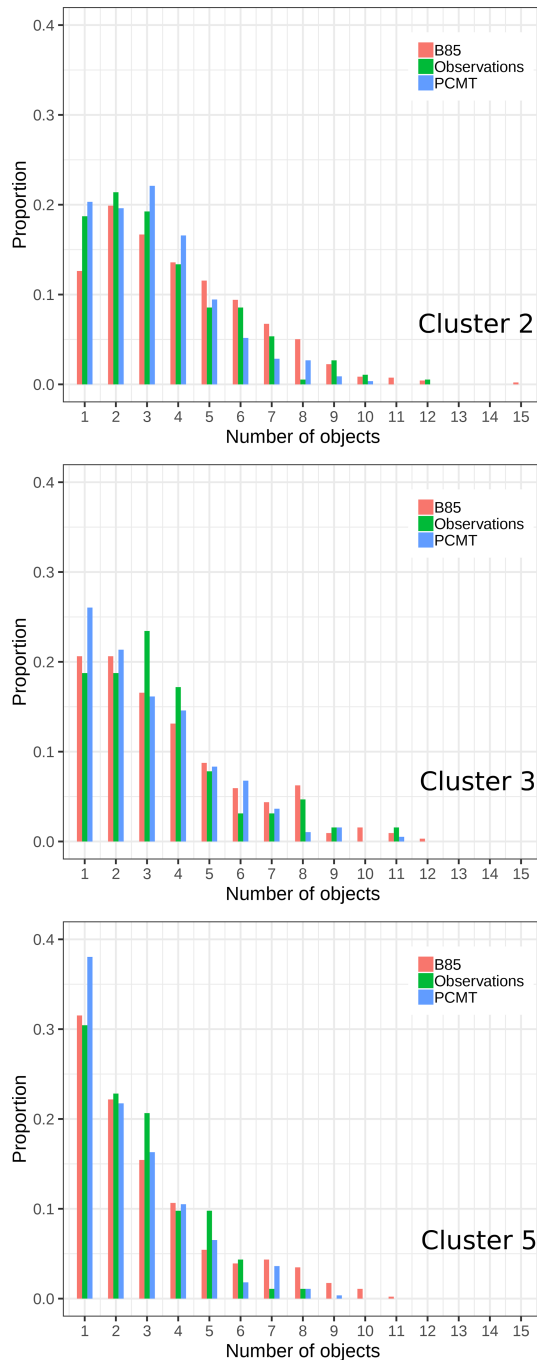 0.4
B85
Observations
PCMT
0.3
0.2
0.1
0.0
Proportion
Cluster 2
1 2 3 4 5 6 7 8 9 10 11 12 13 14 15
Number of objects
0.4
B85
Observations
PCMT
0.3
0.2
0.1
0.0
Proportion
Cluster 3
1 2 3 4 5 6 7 8 9 10 11 12 13 14 15
Number of objects
0.4
B85
Observations
PCMT
0.3
0.2
0.1
0.0
Proportion
Cluster 5
1 2 3 4 5 6 7 8 9 10 11 12 13 14 15
Number of objects